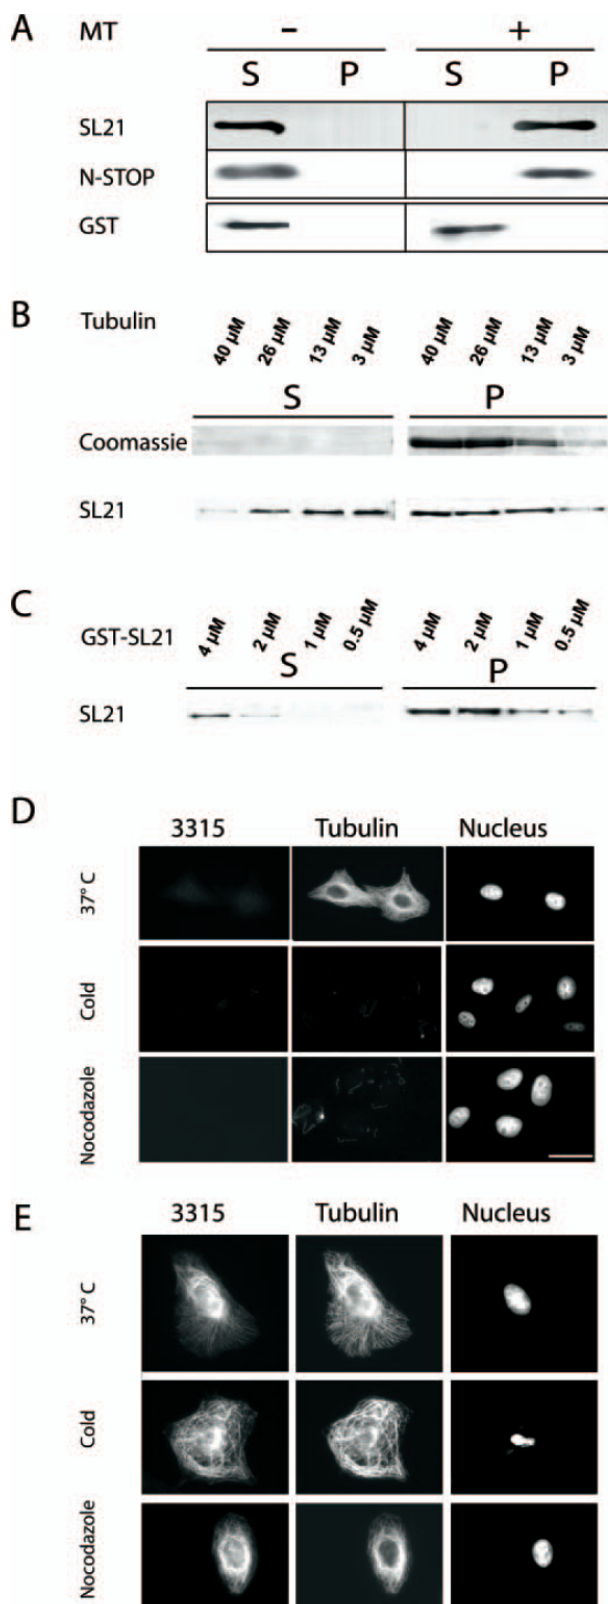 A MT – +
S P S P
SL21
N-STOP
GST
B Tubulin 40 µM 26 µM 13 µM 3 µM 40 µM 26 µM 13 µM 3 µM
S P
Coomassie
SL21
C GST-SL21 4 µM 2 µM 1 µM 0.5 µM 4 µM 2 µM 1 µM 0.5 µM
S P
SL21
D 3315 Tubulin Nucleus
37° C
Cold
Nocodazole
E 3315 Tubulin Nucleus
37° C
Cold
Nocodazole